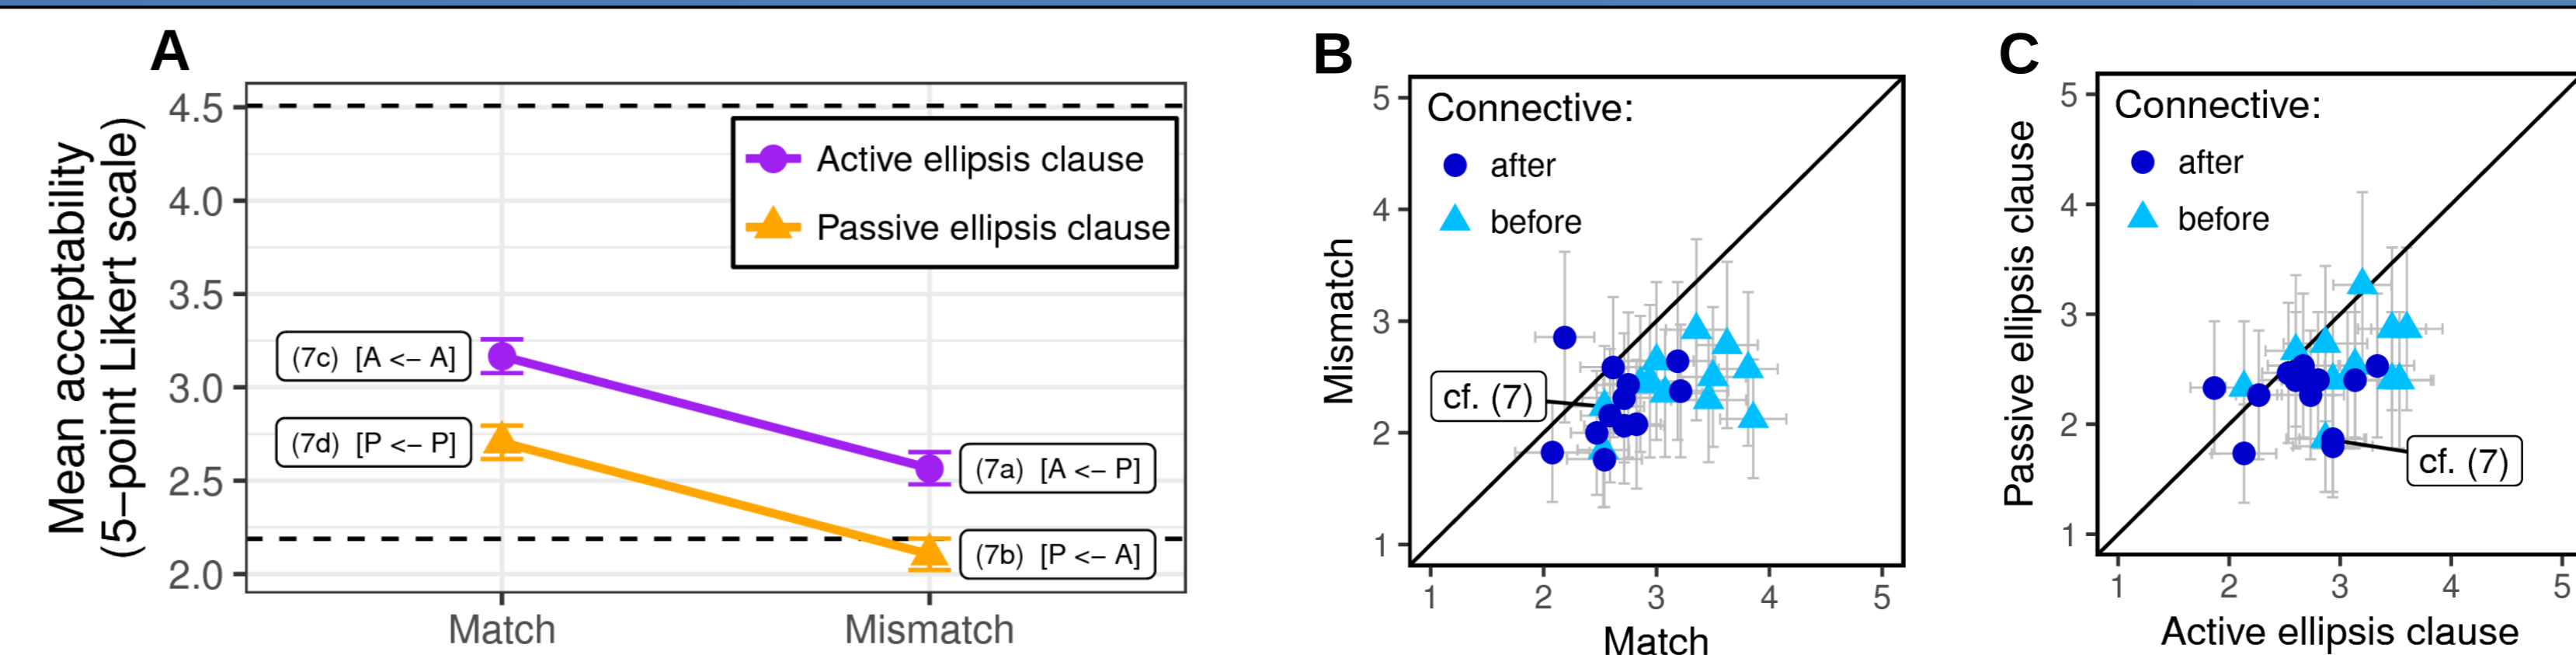 A
Mean acceptability
(5−point Likert scale)
4.5
4.0
3.5
3.0
2.5
2.0
Active ellipsis clause
Passive ellipsis clause
(7c) [A <− A]
(7d) [P <− P]
(7a) [A <− P]
(7b) [P <− A]
Match
Mismatch
B
Mismatch
5
4
3
2
1
Connective:
after
before
cf. (7)
1
2
3
4
5
Match
C
Passive ellipsis clause
5
4
3
2
1
Connective:
after
before
cf. (7)
1
2
3
4
5
Active ellipsis clause